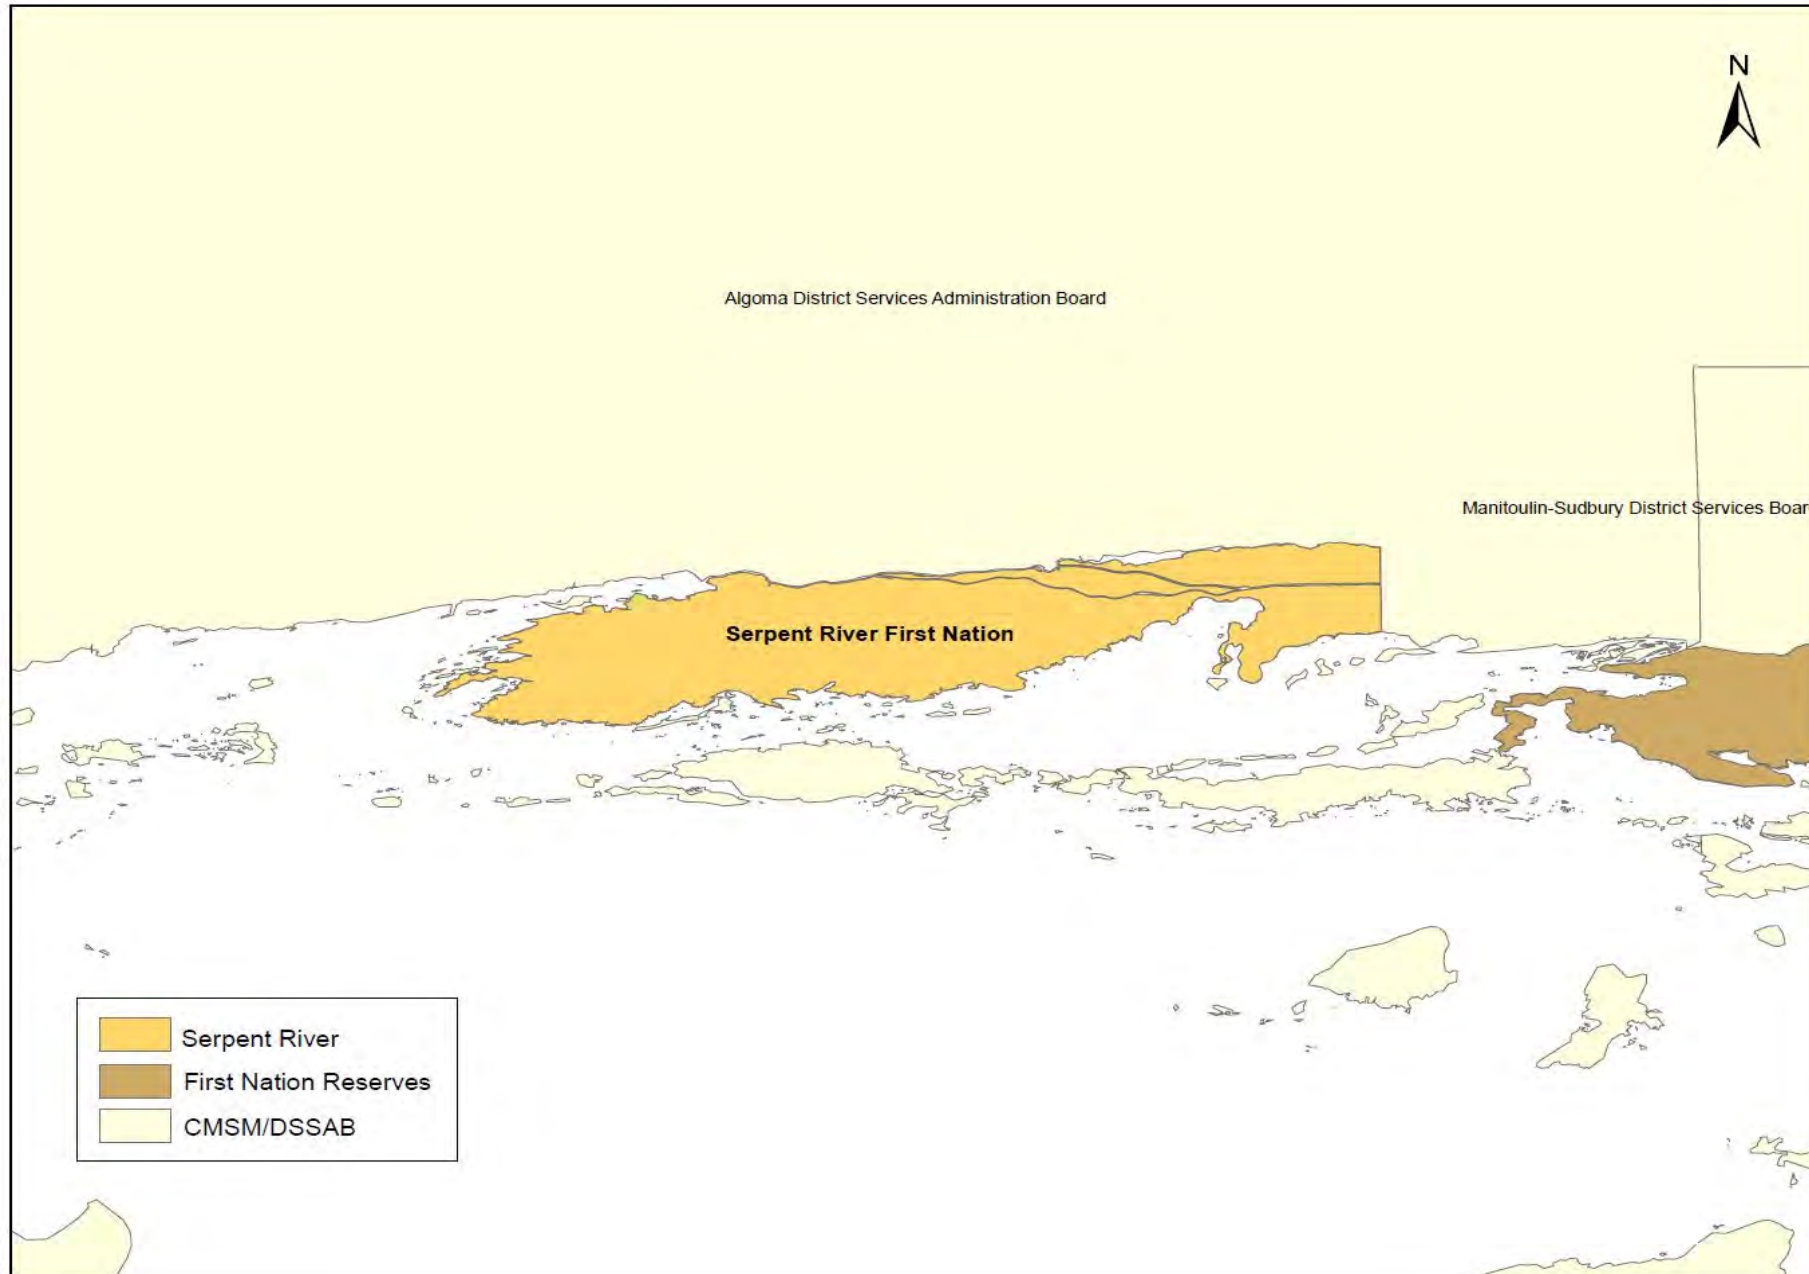 N
Algoma District Services Administration Board
Manitoulin-Sudbury District Services Boar
Serpent River First Nation
Serpent River
First Nation Reserves
CMSM/DSSAB